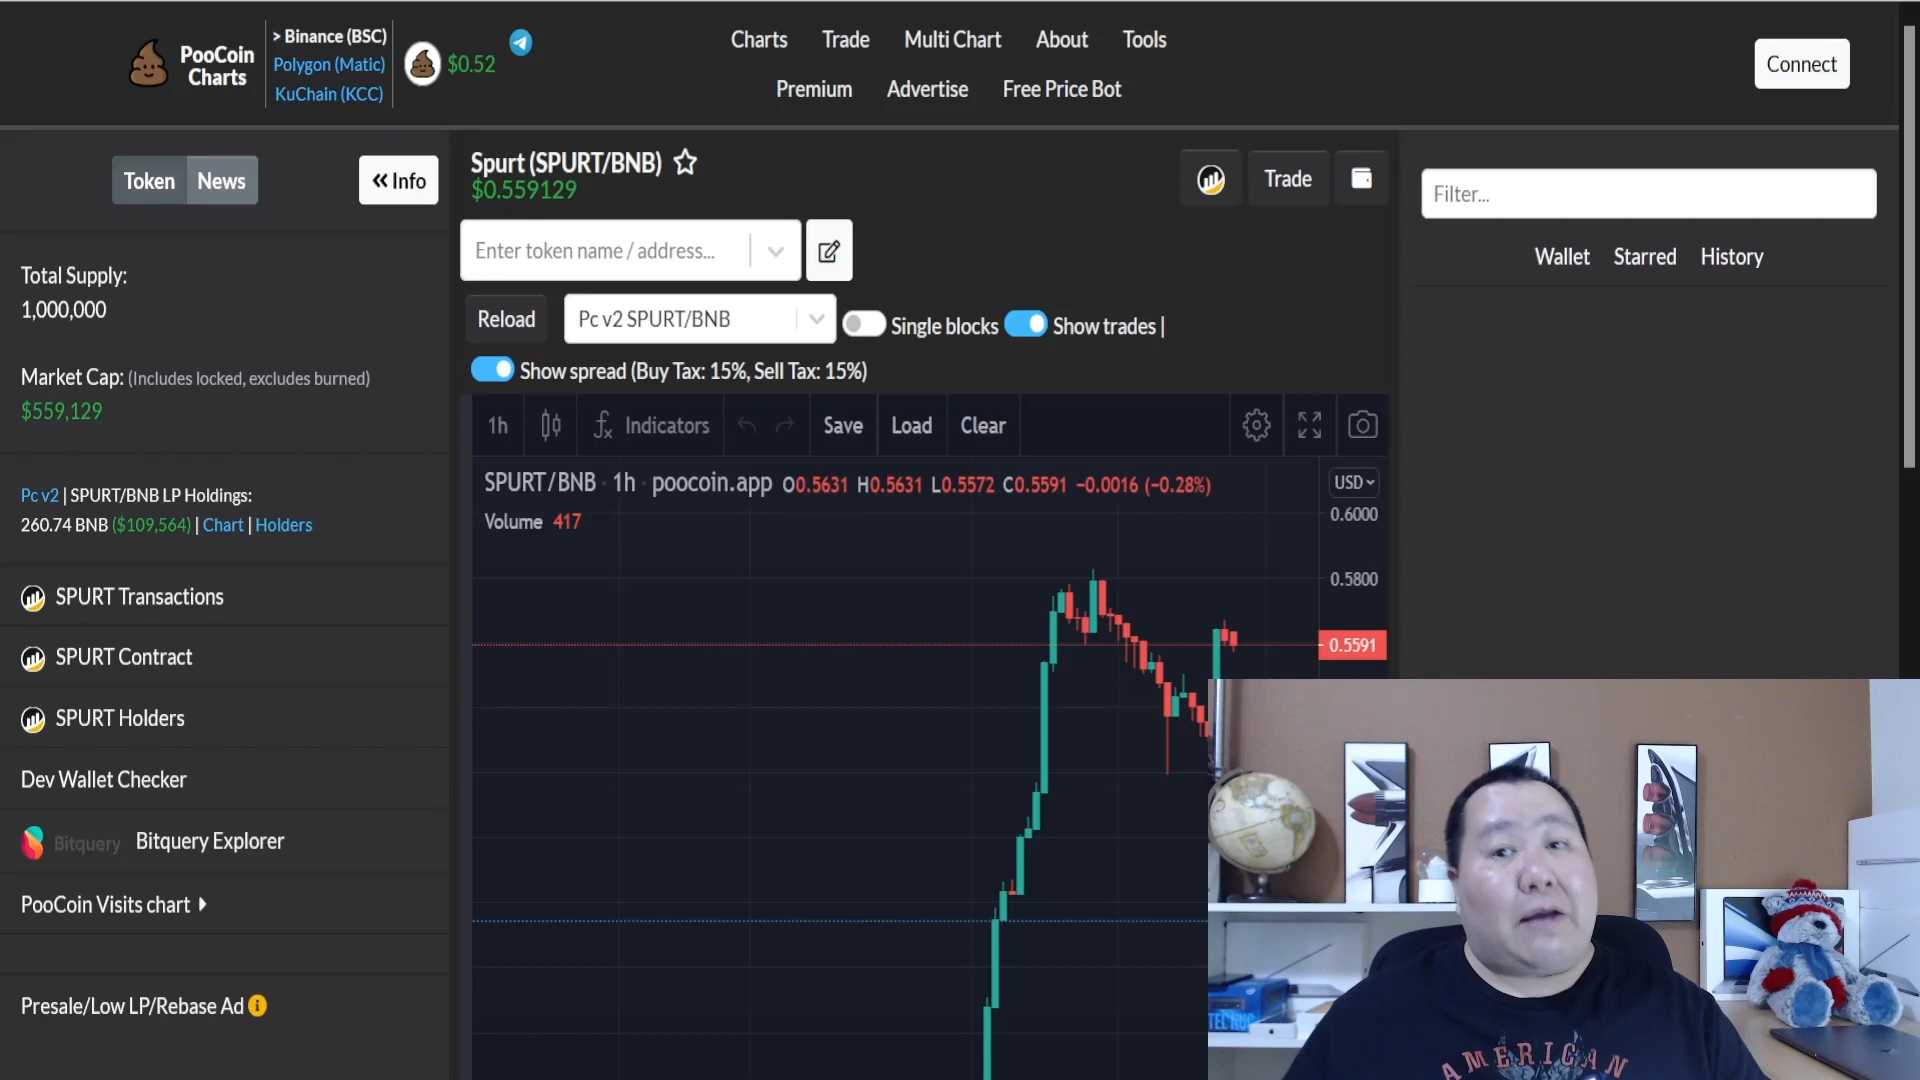 PooCoin
Charts
> Binance (BSC)
Polygon (Matic)
KuChain (KCC)
$0.52
Charts Trade Multi Chart About Tools
Premium Advertise Free Price Bot
Connect
Token News
Info
Spurt (SPURT/BNB)
$0.559129
Trade
Filter...
Enter token name / address...
Wallet Starred History
Total Supply:
1,000,000
Reload
Pc v2 SPURT/BNB
Single blocks
Show trades |
Show spread (Buy Tax: 15%, Sell Tax: 15%)
Market Cap: (Includes locked, excludes burned)
$559,129
1h
Indicators
Save
Load
Clear
SPURT/BNB · 1h · poocoin.app O0.5631 H0.5631 L0.5572 C0.5591 −0.0016 (−0.28%)
USD
Volume 417
0.6000
0.5800
0.5591
Pc v2 | SPURT/BNB LP Holdings:
260.74 BNB ($109,564) | Chart | Holders
SPURT Transactions
SPURT Contract
SPURT Holders
Dev Wallet Checker
Bitquery Bitquery Explorer
PooCoin Visits chart
Presale/Low LP/Rebase Ad
AMERICAN